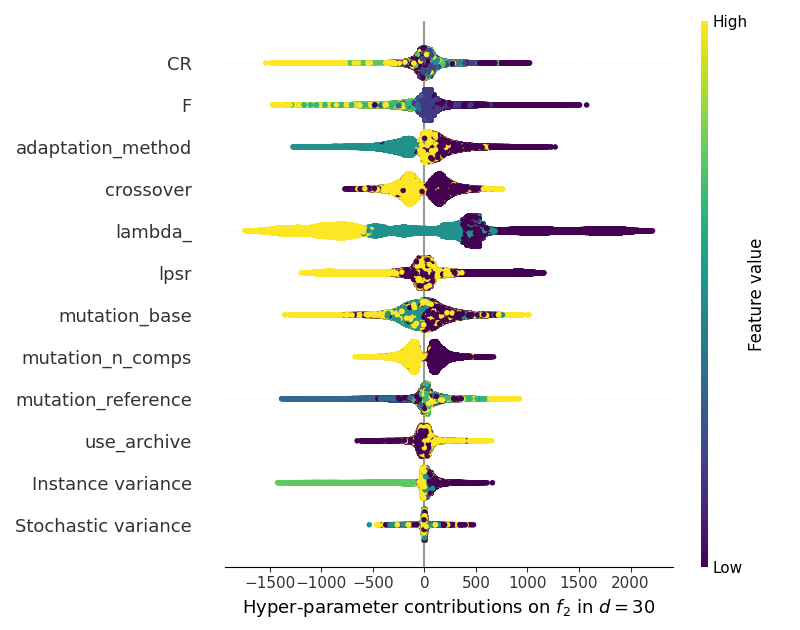 High
CR
F
adaptation_method
crossover
lambda_
lpsr
mutation_base
mutation_n_comps
mutation_reference
use_archive
Instance variance
Stochastic variance
Feature value
Low
−1500 −1000 −500 0 500 1000 1500 2000
Hyper-parameter contributions on f₂ in d = 30